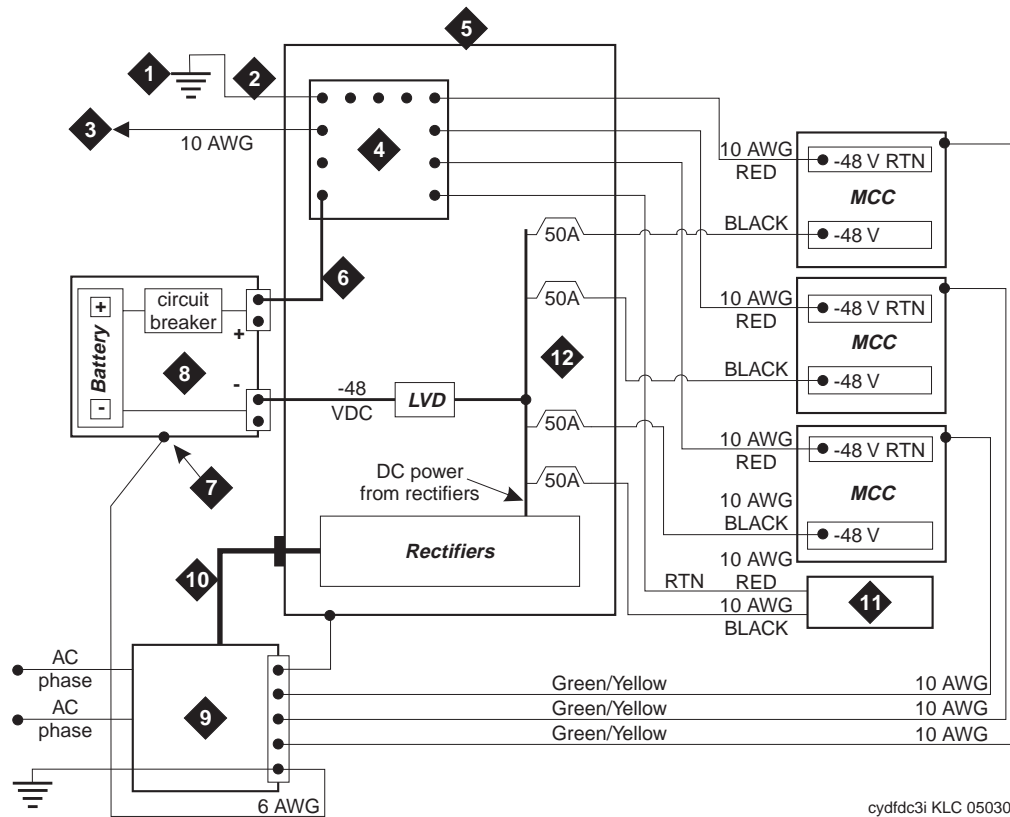 5
1
2
3
10 AWG
4
10 AWG
RED
-48 V RTN
MCC
BLACK
-48 V
50A
6
circuit
breaker
+
Battery
-
+
-
8
50A
12
10 AWG
RED
-48 V RTN
MCC
BLACK
-48 V
-48
VDC
LVD
50A
7
DC power
from rectifiers
50A
10 AWG
RED
-48 V RTN
MCC
10 AWG
BLACK
-48 V
Rectifiers
10
RTN
10 AWG
RED
10 AWG
BLACK
11
AC
phase
AC
phase
9
Green/Yellow 10 AWG
Green/Yellow 10 AWG
Green/Yellow 10 AWG
6 AWG
cydfdc3i KLC 05030